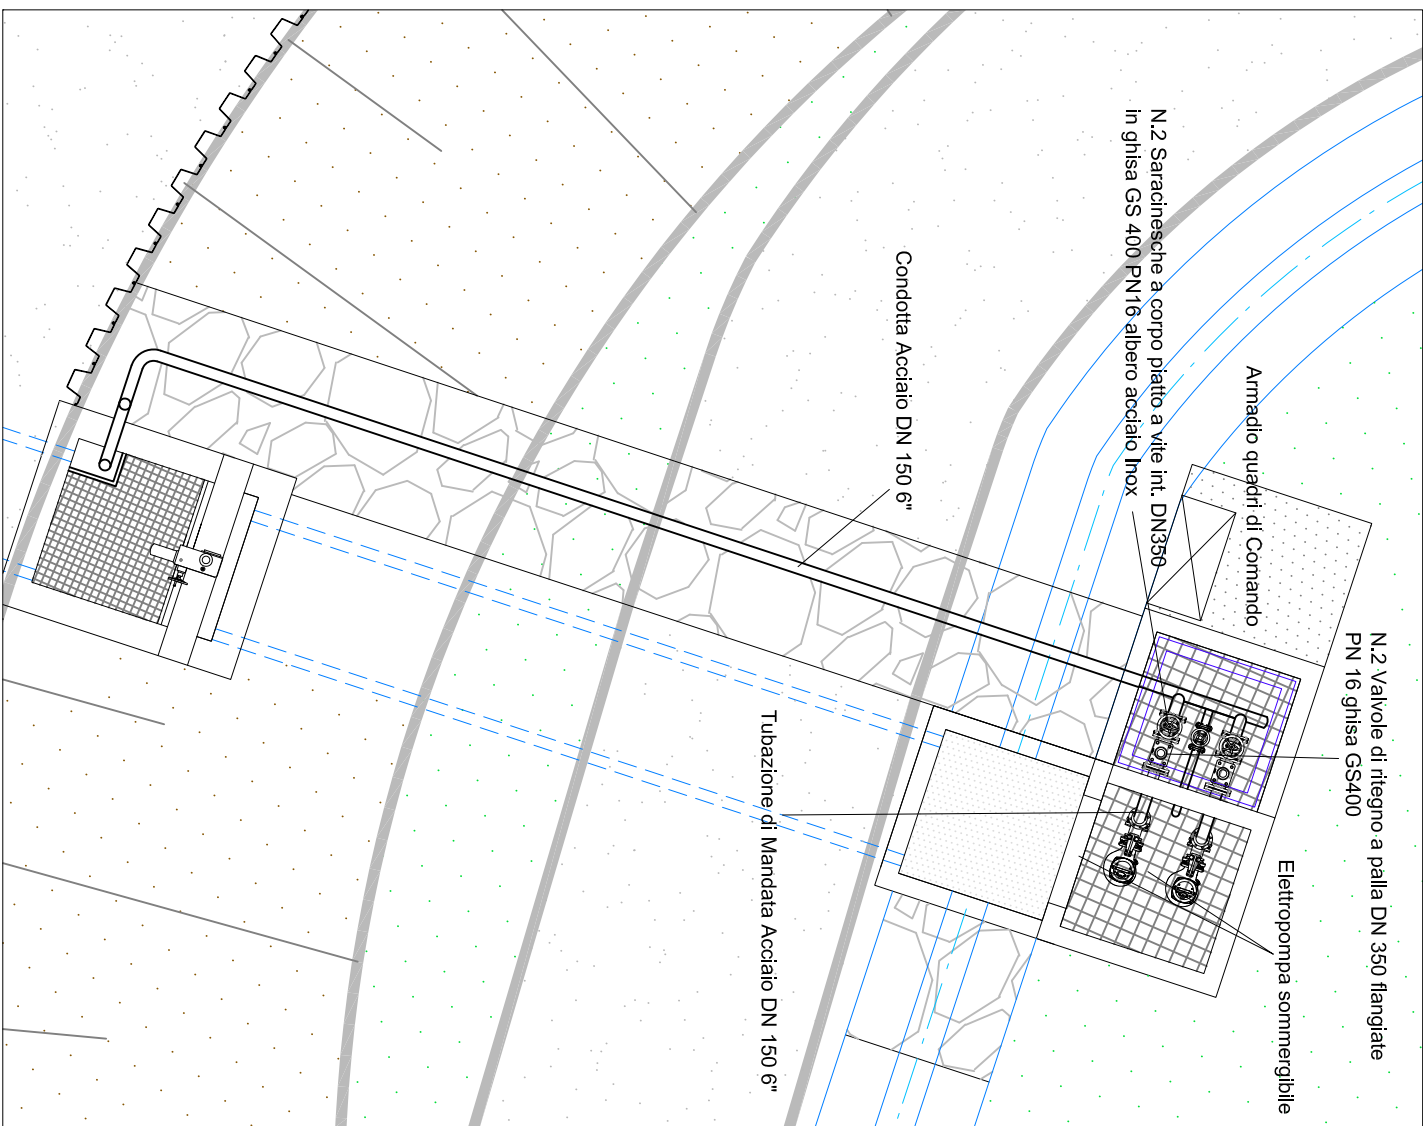 N.2 Valvole di ritegno a palla DN 350 flangiate
PN 16 ghisa GS400
Elettropompa sommergibile
Armadio quadri di Comando
N.2 Saracinesche a corpo piatto a vite int. DN350
in ghisa GS 400 PN16 albero acciaio Inox
Condotta Acciaio DN 150 6"
Tubazione di Mandata Acciaio DN 150 6"